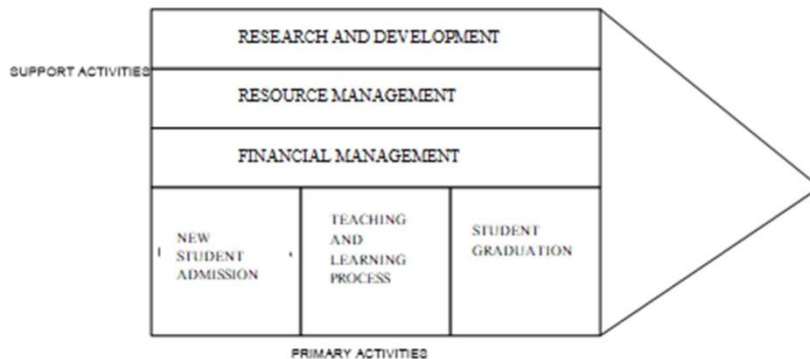 RESEARCH AND DEVELOPMENT
SUPPORT ACTIVITIES
RESOURCE MANAGEMENT
FINANCIAL MANAGEMENT
NEW
STUDENT
ADMISSION
TEACHING
AND
LEARNING
PROCESS
STUDENT
GRADUATION
PRIMARY ACTIVITIES